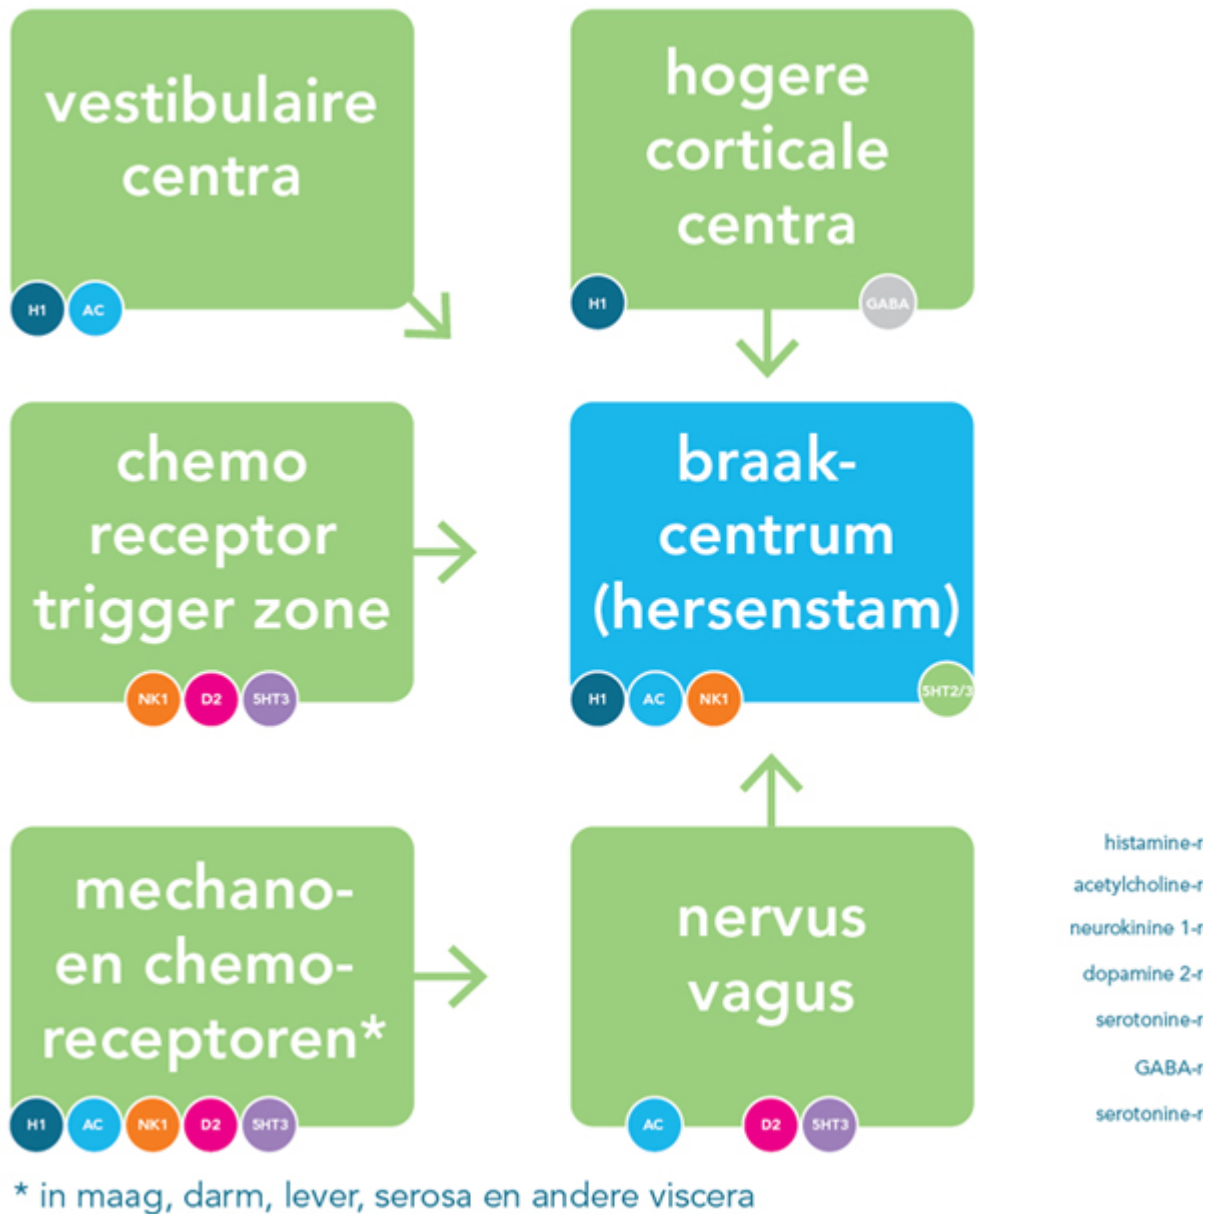 vestibulaire
centra
H1 AC
hogere
corticale
centra
H1 GABA
chemo
receptor
trigger zone
NK1 D2 5HT3
braak-
centrum
(hersenstam)
H1 AC NK1 5HT2/3
mechano-
en chemo-
receptoren*
H1 AC NK1 D2 5HT3
nervus
vagus
AC D2 5HT3
histamine-r
acetylcholine-r
neurokinine 1-r
dopamine 2-r
serotonine-r
GABA-r
serotonine-r
* in maag, darm, lever, serosa en andere viscera